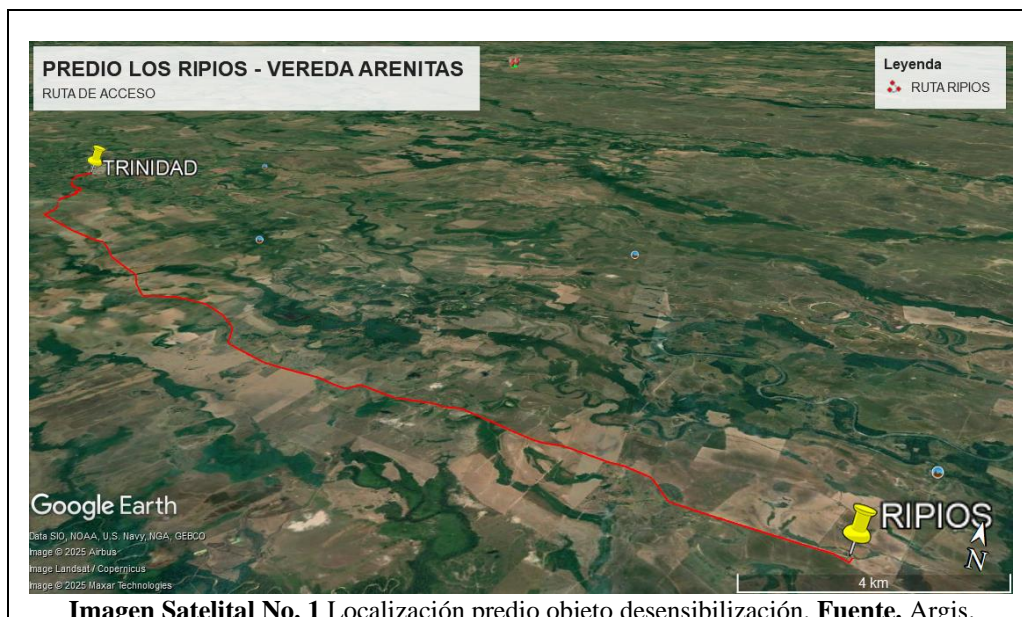 PREDIO LOS RIPIOS - VEREDA ARENITAS
RUTA DE ACCESO
Leyenda
RUTA RIPIOS
TRINIDAD
RIPIOS
N
4 km
Google Earth
Data SIO, NOAA, U.S. Navy, NGA, GEBCO
Image © 2025 Airbus
Image Landsat / Copernicus
Image © 2025 Maxar Technologies
Imagen Satelital No. 1 Localización predio objeto desensibilización. Fuente. Argis.